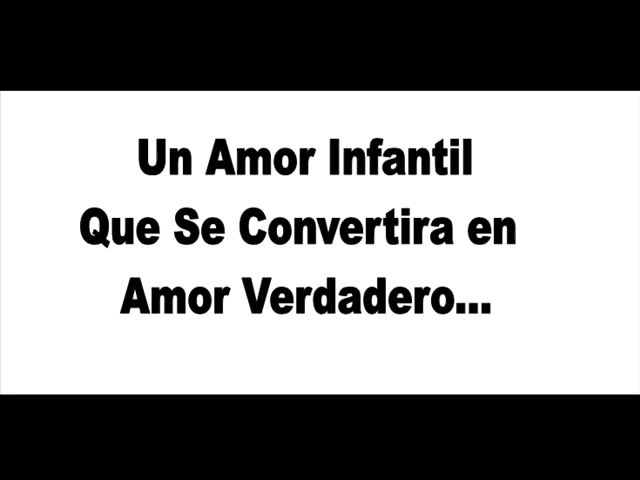 Un Amor Infantil
Que Se Convertira en
Amor Verdadero...